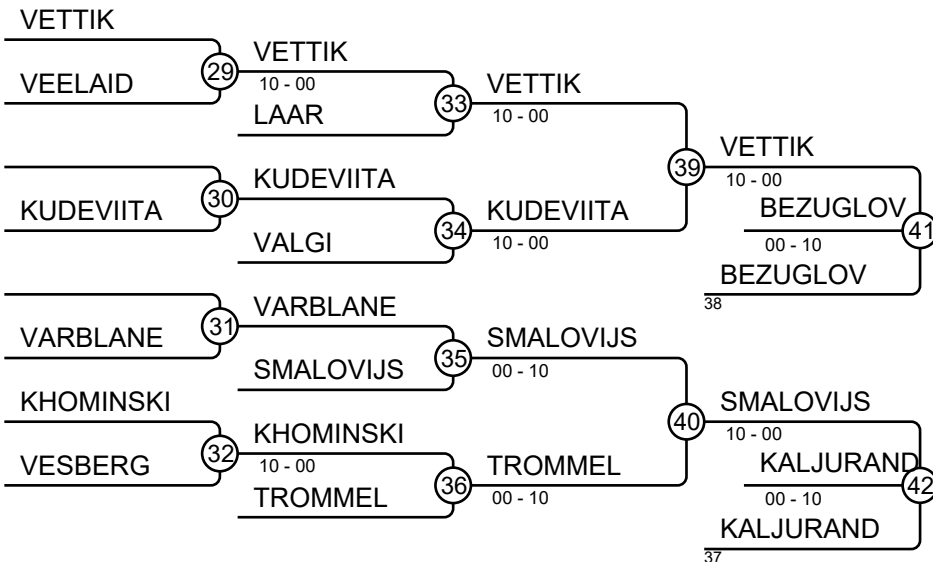 VETTIK
29
VEELAID
VETTIK
10 - 00
33
LAAR
VETTIK
10 - 00
30
KUDEVIITA
KUDEVIITA
34
VALGI
KUDEVIITA
10 - 00
39
VETTIK
10 - 00
BEZUGLOV
00 - 10
41
BEZUGLOV
38
31
VARBLANE
VARBLANE
35
SMALOVIJS
SMALOVIJS
00 - 10
KHOMINSKI
32
VESBERG
KHOMINSKI
10 - 00
36
TROMMEL
TROMMEL
00 - 10
40
SMALOVIJS
10 - 00
KALJURAND
00 - 10
42
KALJURAND
37